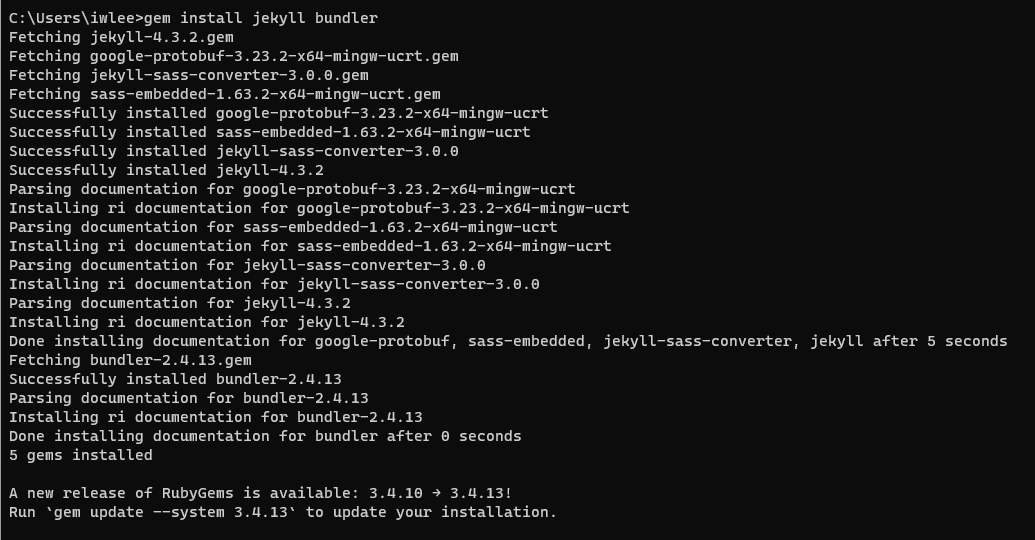 C:\Users\iwlee>gem install jekyll bundler
Fetching jekyll-4.3.2.gem
Fetching google-protobuf-3.23.2-x64-mingw-ucrt.gem
Fetching jekyll-sass-converter-3.0.0.gem
Fetching sass-embedded-1.63.2-x64-mingw-ucrt.gem
Successfully installed google-protobuf-3.23.2-x64-mingw-ucrt
Successfully installed sass-embedded-1.63.2-x64-mingw-ucrt
Successfully installed jekyll-sass-converter-3.0.0
Successfully installed jekyll-4.3.2
Parsing documentation for google-protobuf-3.23.2-x64-mingw-ucrt
Installing ri documentation for google-protobuf-3.23.2-x64-mingw-ucrt
Parsing documentation for sass-embedded-1.63.2-x64-mingw-ucrt
Installing ri documentation for sass-embedded-1.63.2-x64-mingw-ucrt
Parsing documentation for jekyll-sass-converter-3.0.0
Installing ri documentation for jekyll-sass-converter-3.0.0
Parsing documentation for jekyll-4.3.2
Installing ri documentation for jekyll-4.3.2
Done installing documentation for google-protobuf, sass-embedded, jekyll-sass-converter, jekyll after 5 seconds
Fetching bundler-2.4.13.gem
Successfully installed bundler-2.4.13
Parsing documentation for bundler-2.4.13
Installing ri documentation for bundler-2.4.13
Done installing documentation for bundler after 0 seconds
5 gems installed
A new release of RubyGems is available: 3.4.10 → 3.4.13!
Run `gem update --system 3.4.13` to update your installation.